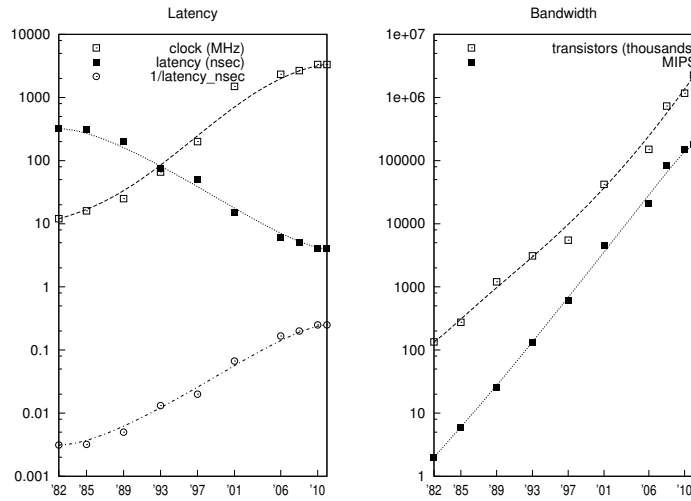 Latency
10000
1000
100
10
1
0.1
0.01
0.001
clock (MHz)
latency (nsec)
1/latency_nsec
'82 '85 '89 '93 '97 '01 '06 '10
Bandwidth
1e+07
1e+06
100000
10000
1000
100
10
1
transistors (thousands
MIPS
'82 '85 '89 '93 '97 '01 '06 '10